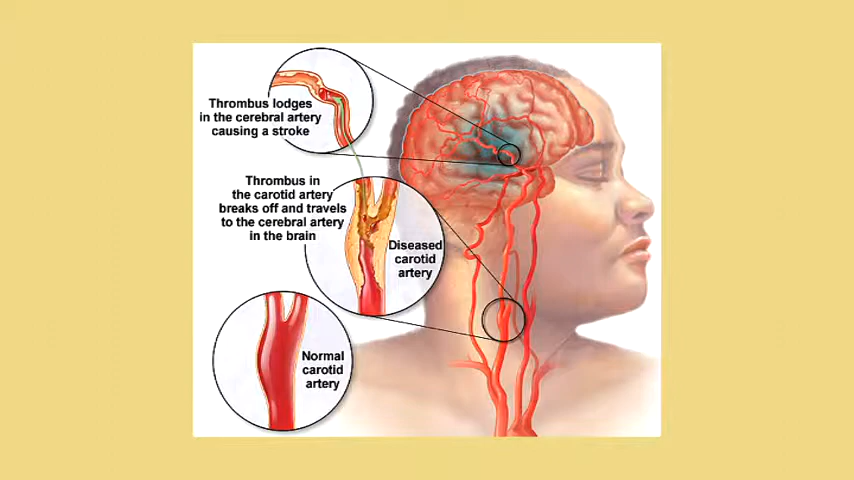 Thrombus lodges
in the cerebral artery
causing a stroke
Thrombus in
the carotid artery
breaks off and travels
to the cerebral artery
in the brain
Diseased
carotid
artery
Normal
carotid
artery